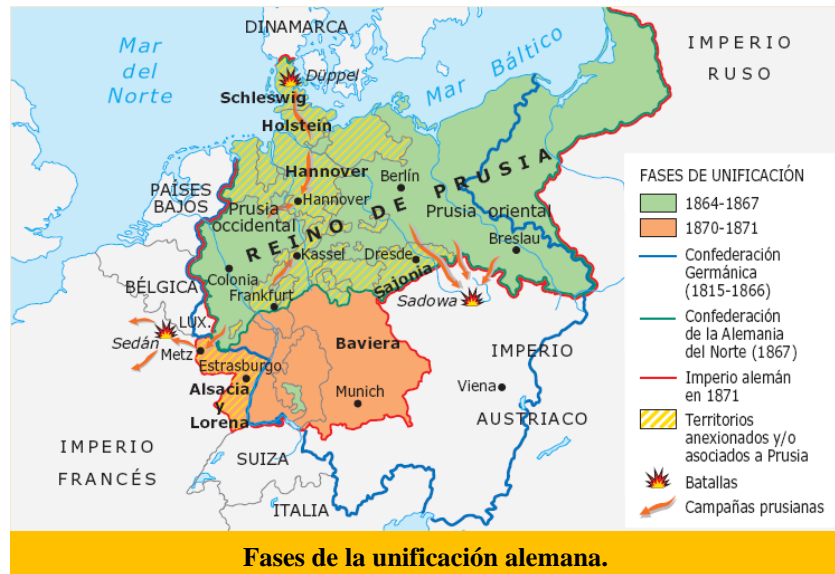 DINAMARCA
Mar
del
Norte
Mar Báltico
IMPERIO
RUSO
Düppel
Schleswig
Holstein
Hannover
Berlín
PAÍSES
BAJOS
Hannover
Prusia
occidental
REINO DE PRUSIA
Prusia oriental
Breslau
Kassel
Dresde
Sajonia
Colonia
BÉLGICA
Frankfurt
Sadowa
LUX.
Sedán
Metz
Baviera
IMPERIO
AUSTRIACO
Estrasburgo
Alsacia
y
Lorena
Munich
Viena
IMPERIO
FRANCÉS
SUIZA
ITALIA
FASES DE UNIFICACIÓN
1864-1867
1870-1871
Confederación
Germánica
(1815-1866)
Confederación
de la Alemania
del Norte (1867)
Imperio alemán
en 1871
Territorios
anexionados y/o
asociados a Prusia
Batallas
Campañas prusianas
Fases de la unificación alemana.